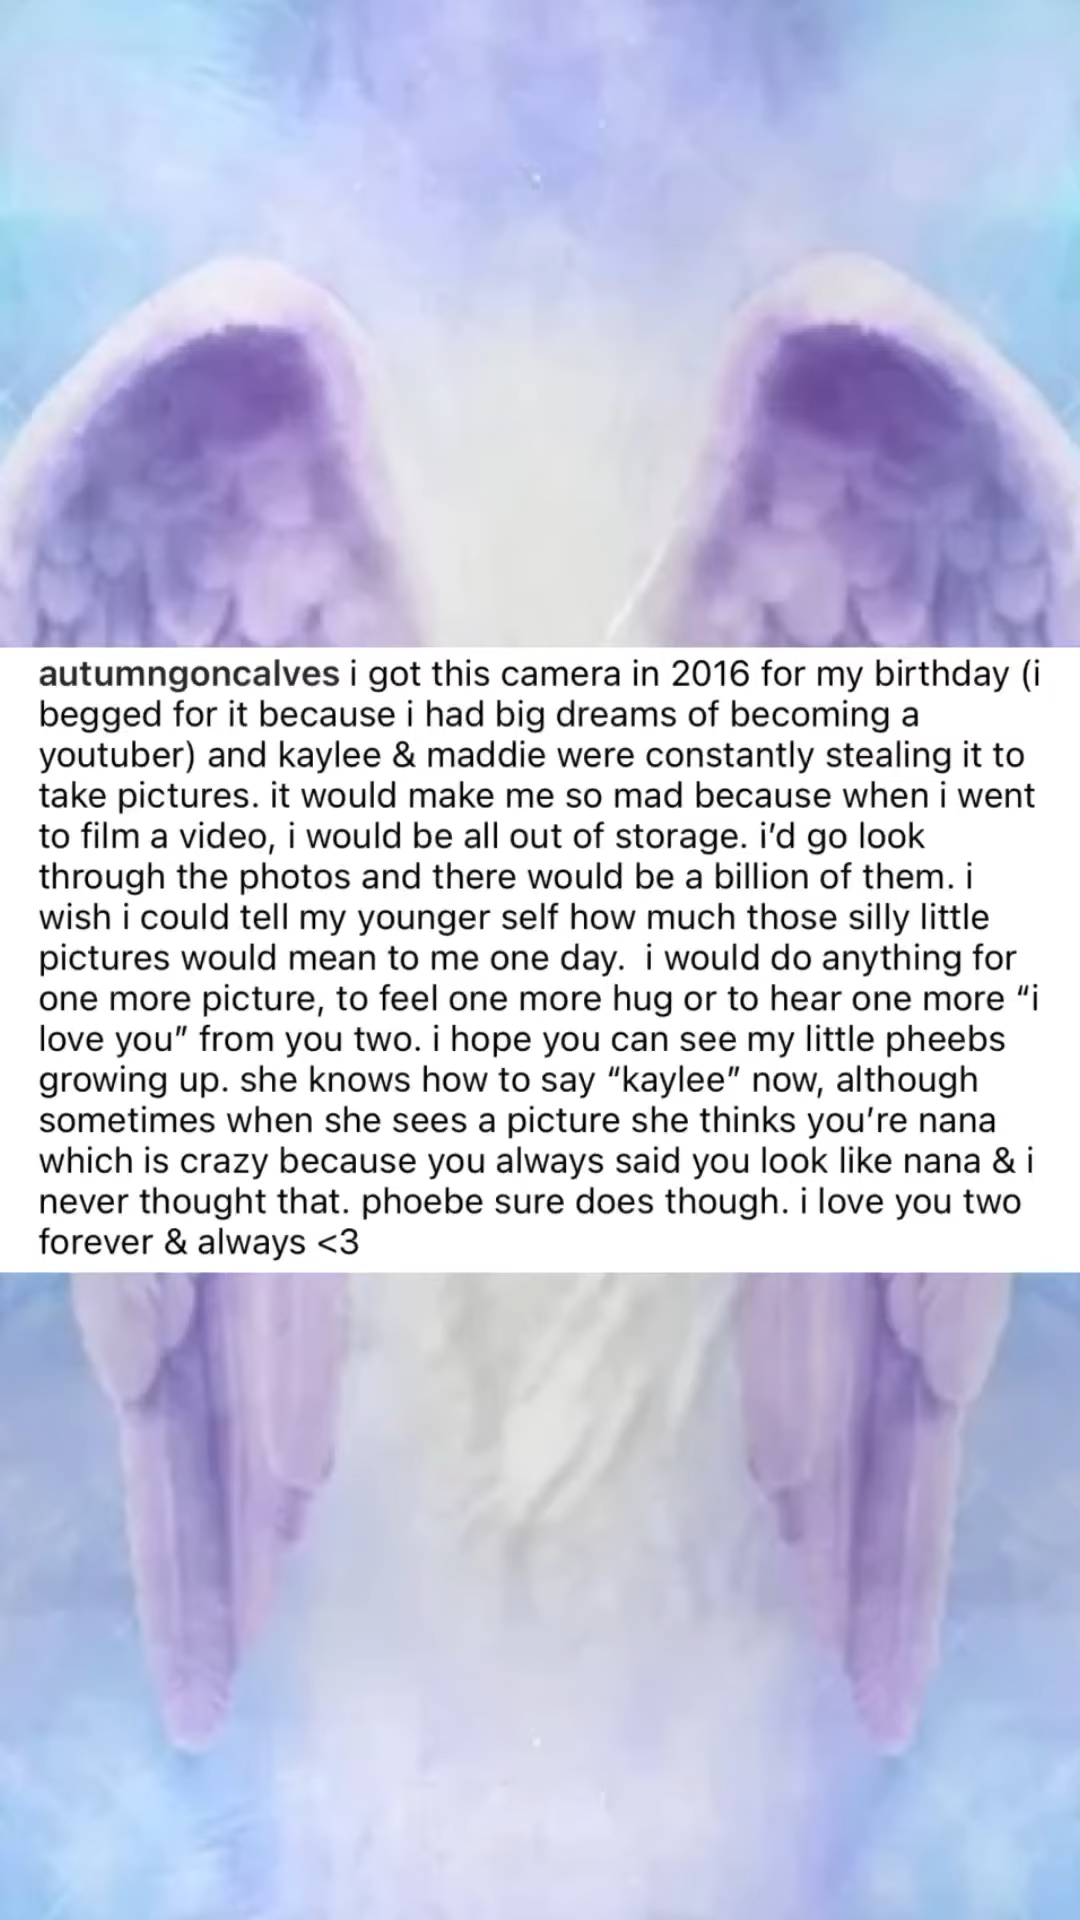 autumngoncalves i got this camera in 2016 for my birthday (i
begged for it because i had big dreams of becoming a
youtuber) and kaylee & maddie were constantly stealing it to
take pictures. it would make me so mad because when i went
to film a video, i would be all out of storage. i’d go look
through the photos and there would be a billion of them. i
wish i could tell my younger self how much those silly little
pictures would mean to me one day.  i would do anything for
one more picture, to feel one more hug or to hear one more “i
love you” from you two. i hope you can see my little pheebs
growing up. she knows how to say “kaylee” now, although
sometimes when she sees a picture she thinks you’re nana
which is crazy because you always said you look like nana & i
never thought that. phoebe sure does though. i love you two
forever & always <3